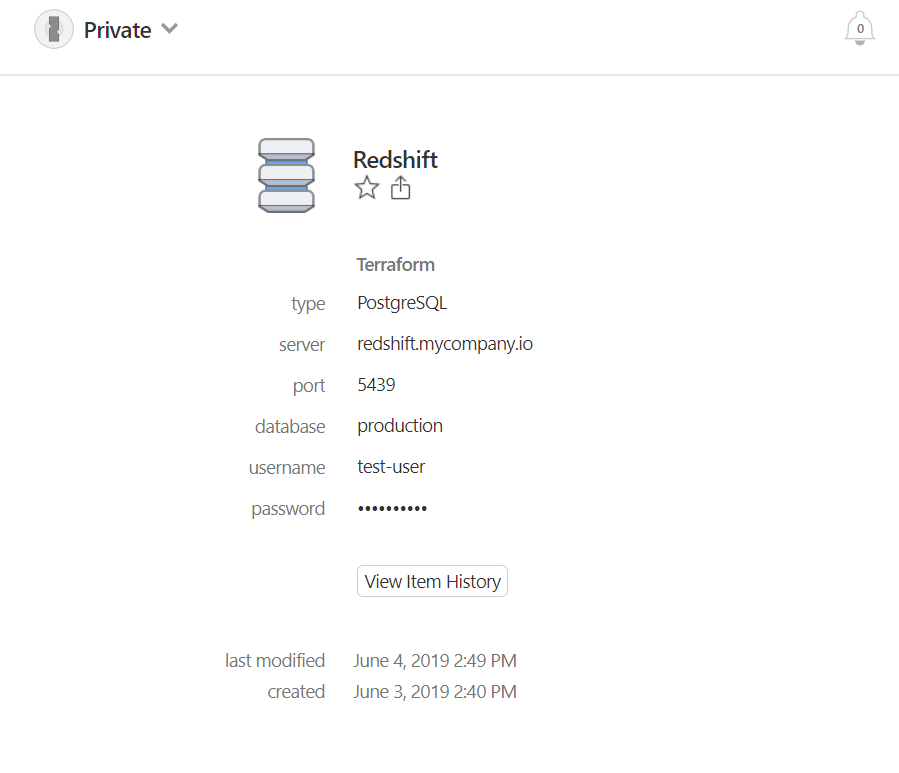 Private
0
Redshift
Terraform
type PostgreSQL
server redshift.mycompany.io
port 5439
database production
username test-user
password ••••••••••
View Item History
last modified June 4, 2019 2:49 PM
created June 3, 2019 2:40 PM